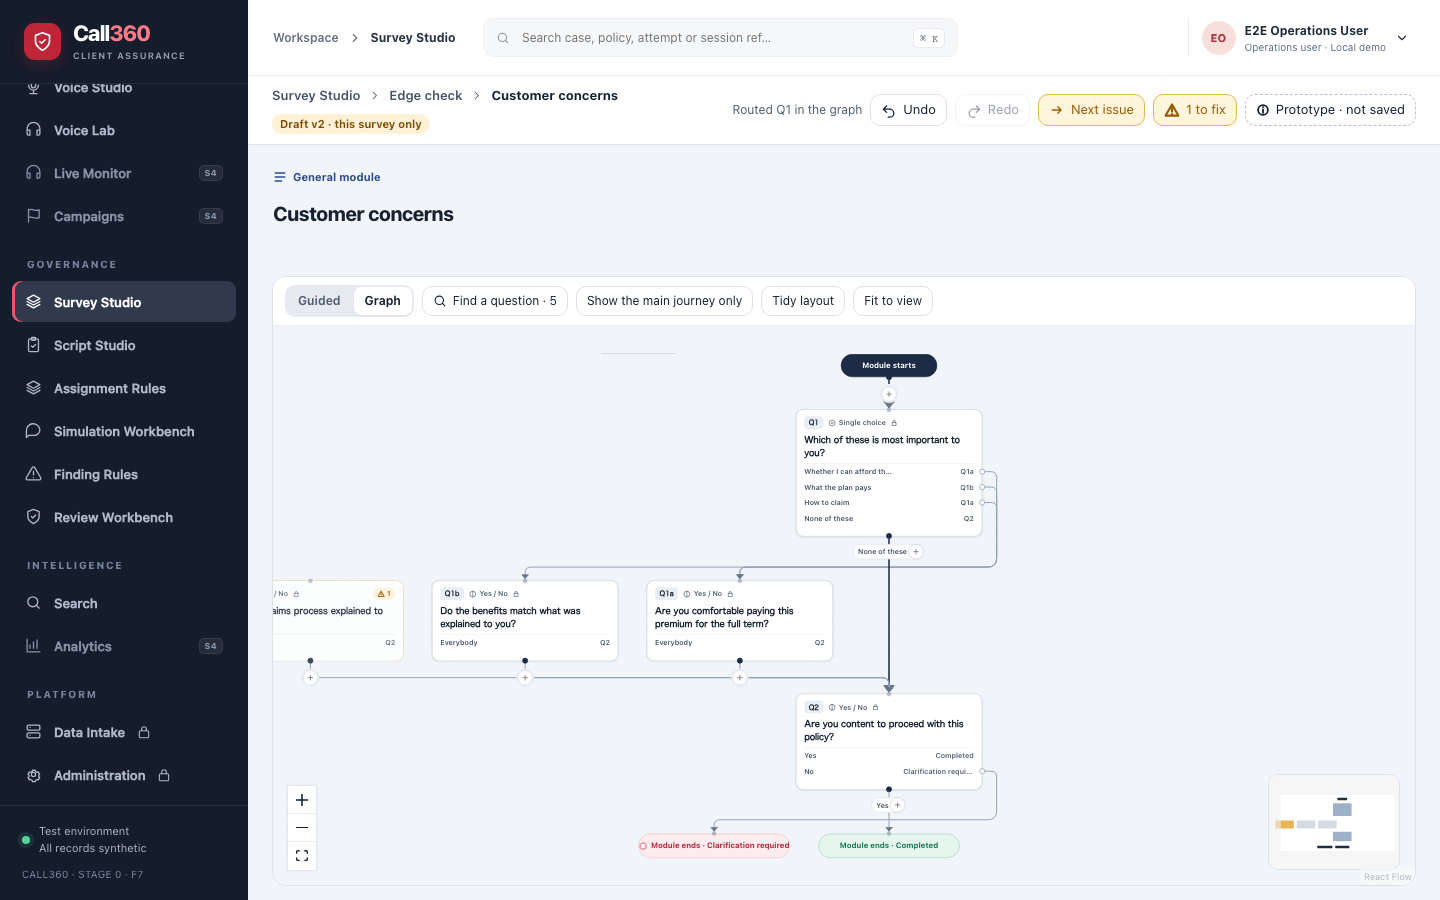 Call360
CLIENT ASSURANCE
Voice Studio
Voice Lab
Live Monitor S4
Campaigns S4
GOVERNANCE
Survey Studio
Script Studio
Assignment Rules
Simulation Workbench
Finding Rules
Review Workbench
INTELLIGENCE
Search
Analytics S4
PLATFORM
Data Intake
Administration
Test environment
All records synthetic
CALL360 · STAGE 0 · F7
Workspace > Survey Studio
Search case, policy, attempt or session ref... ⌘ K
EO
E2E Operations User
Operations user · Local demo
Survey Studio > Edge check > Customer concerns
Draft v2 · this survey only
Routed Q1 in the graph
Undo
Redo
Next issue
1 to fix
Prototype · not saved
General module
Customer concerns
Guided
Graph
Find a question · 5
Show the main journey only
Tidy layout
Fit to view
Module starts
Q1 Single choice
Which of these is most important to
you?
Whether I can afford th... Q1a
What the plan pays Q1b
How to claim Q1a
None of these Q2
None of these
/ No 1
aims process explained to
Q2
Q1b Yes / No
Do the benefits match what was
explained to you?
Everybody Q2
Q1a Yes / No
Are you comfortable paying this
premium for the full term?
Everybody Q2
Q2 Yes / No
Are you content to proceed with this
policy?
Yes Completed
No Clarification requi...
Yes
Module ends · Clarification required
Module ends · Completed
React Flow